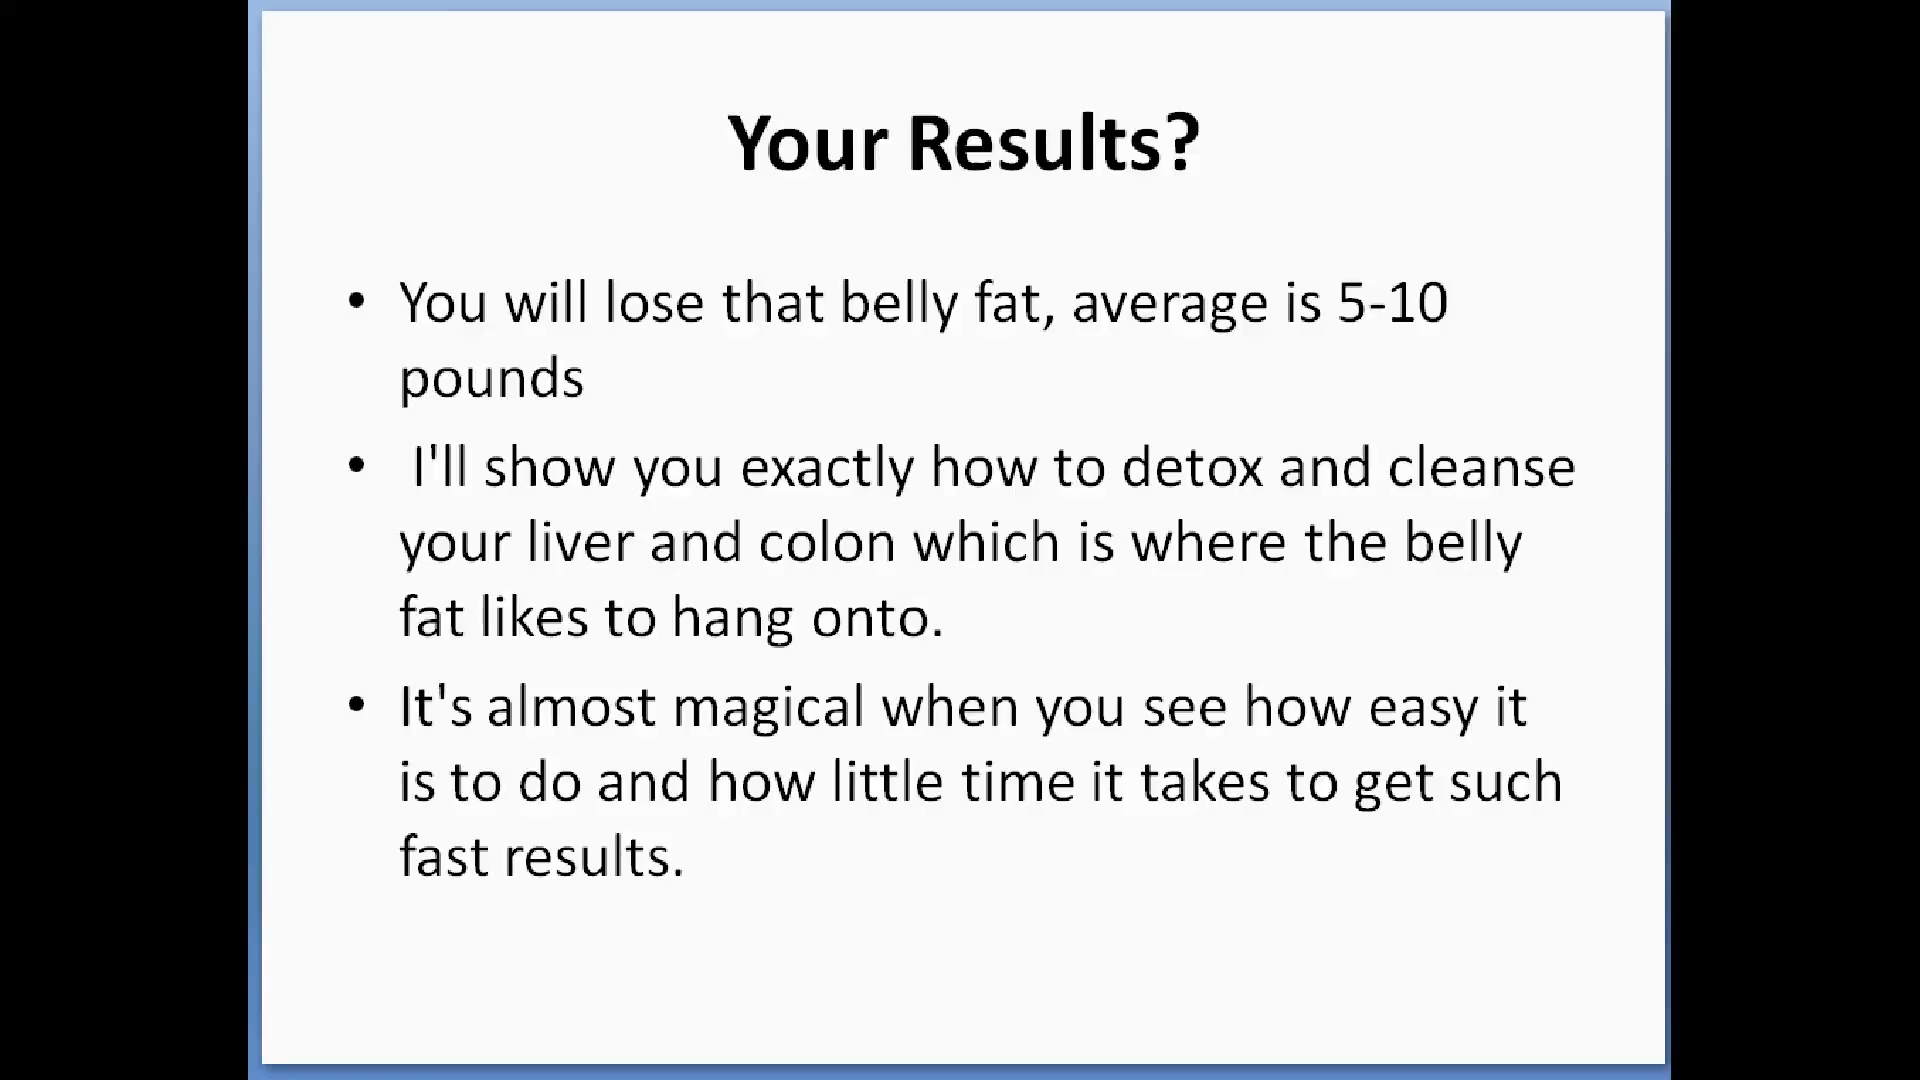 Your Results?
• You will lose that belly fat, average is 5-10
pounds
• I'll show you exactly how to detox and cleanse
your liver and colon which is where the belly
fat likes to hang onto.
• It's almost magical when you see how easy it
is to do and how little time it takes to get such
fast results.